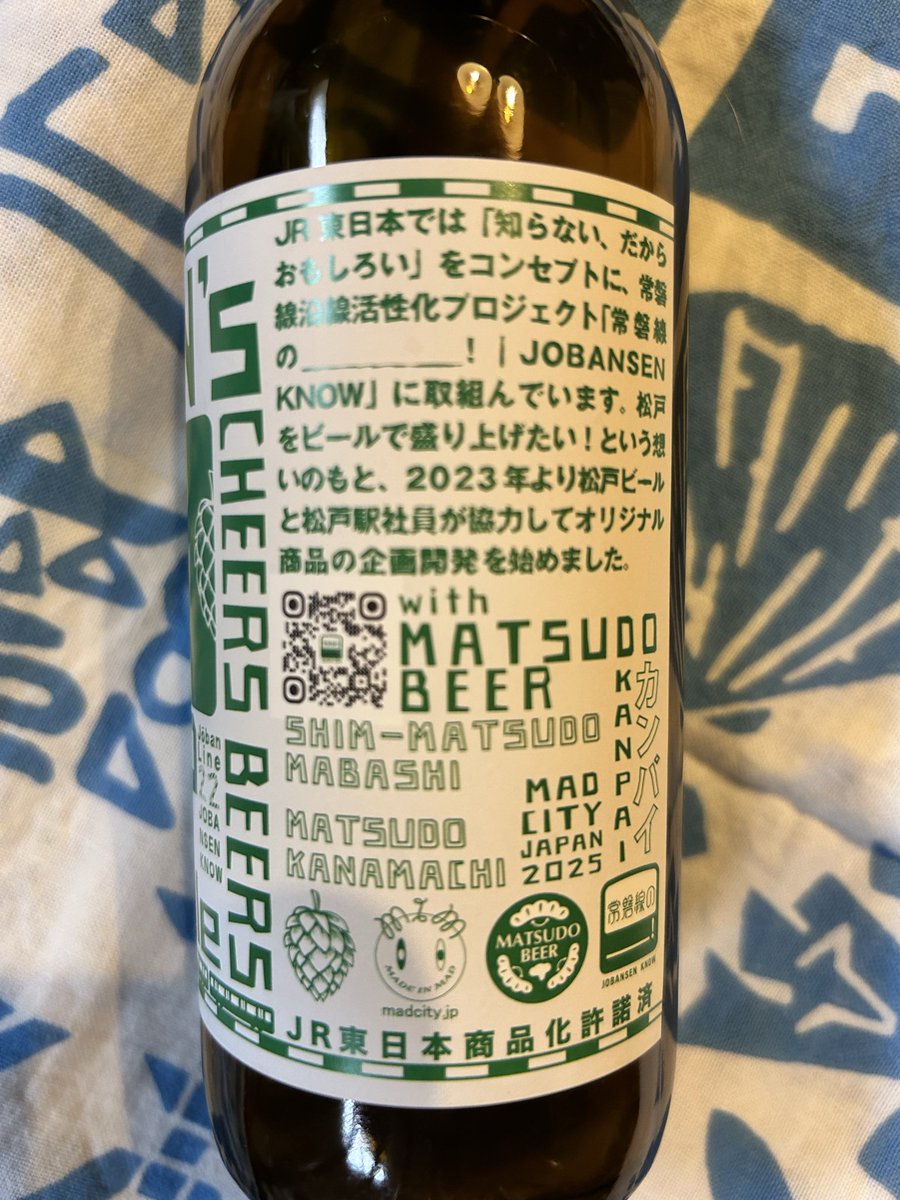 JR東日本では「知らない、だから
おもしろい」をコンセプトに、常磐
線沿線活性化プロジェクト「常磐線
の__________!｜JOBANSEN
KNOW」に取組んでいます。松戸
をビールで盛り上げたい!という想
いのもと、2023年より松戸ビール
と松戸駅社員が協力してオリジナル
商品の企画開発を始めました。
with
MATSUDO
BEER
KANPAI
カンパイ
SHIM-MATSUDO
MABASHI
MATSUDO
KANAMACHI
MAD
CITY
JAPAN
2025
MADE IN MAD
madcity.jp
MATSUDO
BEER
常磐線の
!
JOBANSEN KNOW
JR東日本商品化許諾済
CHEERS BEERS!
Jōban
Line
22
JOBA
NSEN
KNOW